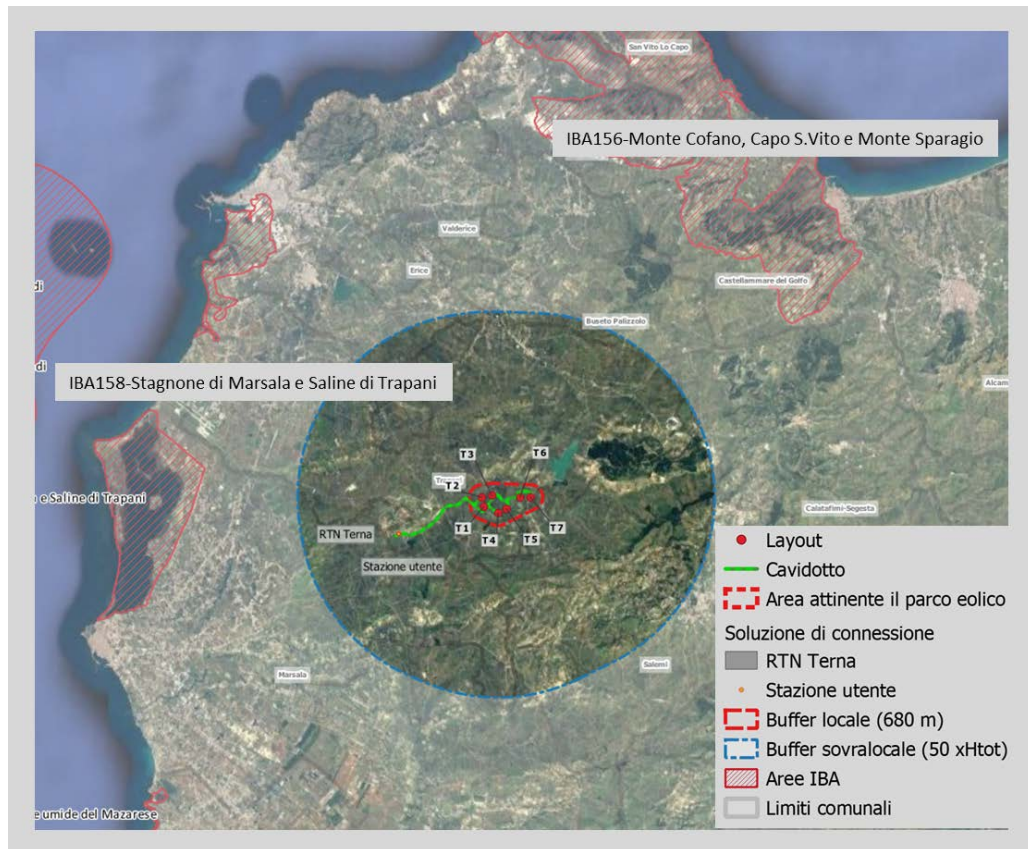 San Vito Lo Capo
IBA156-Monte Cofano, Capo S.Vito e Monte Sparagio
Valderice
Erice
Castellammare del Golfo
di
Buseto Palizzolo
di
IBA158-Stagnone di Marsala e Saline di Trapani
Alcam
T3
T6
T2
e Saline di Trapani
Calatafimi-Segesta
T1
T4
T5
T7
RTN Terna
Stazione utente
Salemi
Marsala
e umide del Mazarese
Layout
Cavidotto
Area attinente il parco eolico
Soluzione di connessione
RTN Terna
Stazione utente
Buffer locale (680 m)
Buffer sovralocale (50 xHtot)
Aree IBA
Limiti comunali